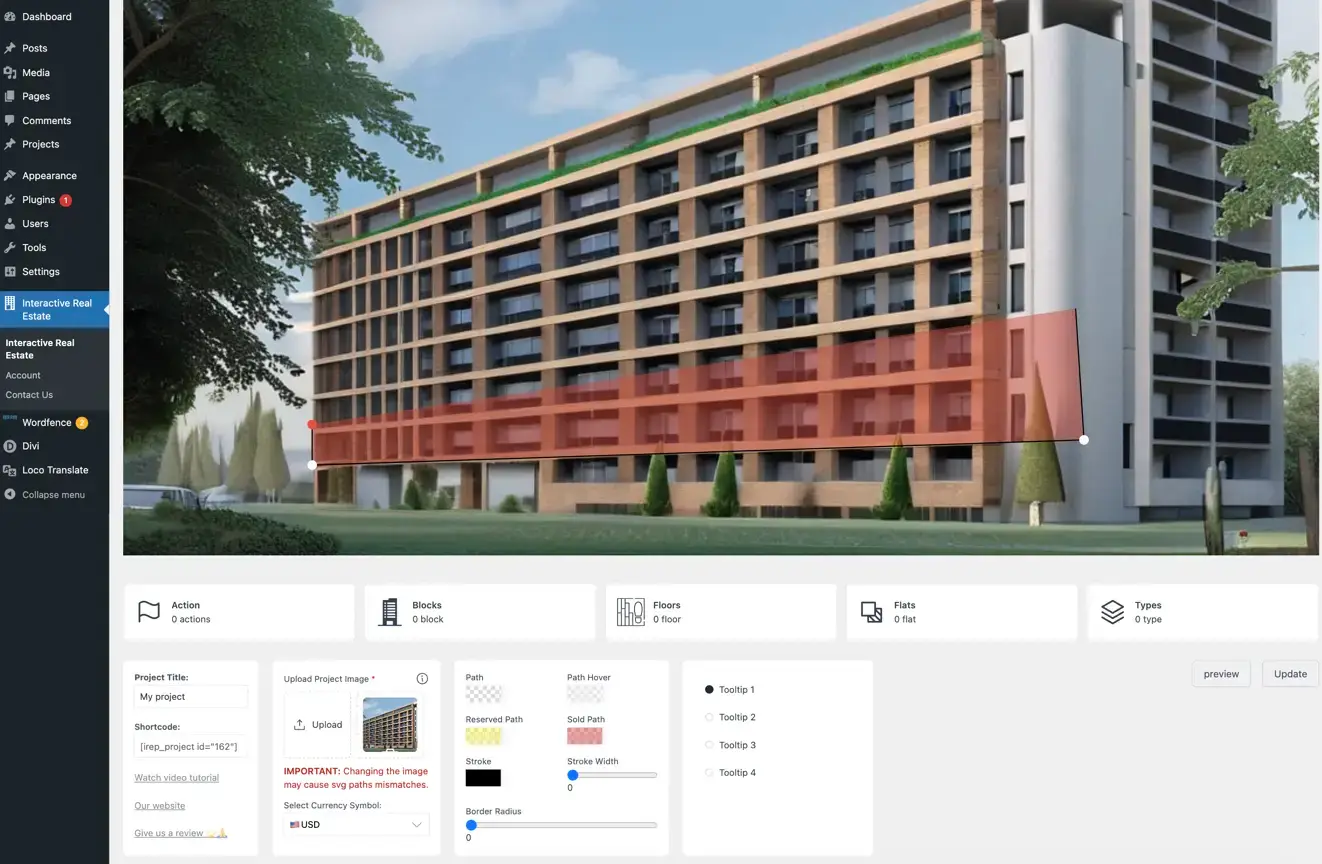 Dashboard
Posts
Media
Pages
Comments
Projects
Appearance
Plugins 1
Users
Tools
Settings
Interactive Real
Estate
Interactive Real
Estate
Account
Contact Us
Wordfence 2
Divi
Loco Translate
Collapse menu
Action
0 actions
Blocks
0 block
Floors
0 floor
Flats
0 flat
Types
0 type
Project Title:
My project
Shortcode:
[irep_project id="162"]
Watch video tutorial
Our website
Give us a review
Upload Project Image *
Upload
IMPORTANT: Changing the image
may cause svg paths mismatches.
Select Currency Symbol:
USD
Path
Path Hover
Reserved Path
Sold Path
Stroke
Stroke Width
0
Border Radius
0
Tooltip 1
Tooltip 2
Tooltip 3
Tooltip 4
preview
Update